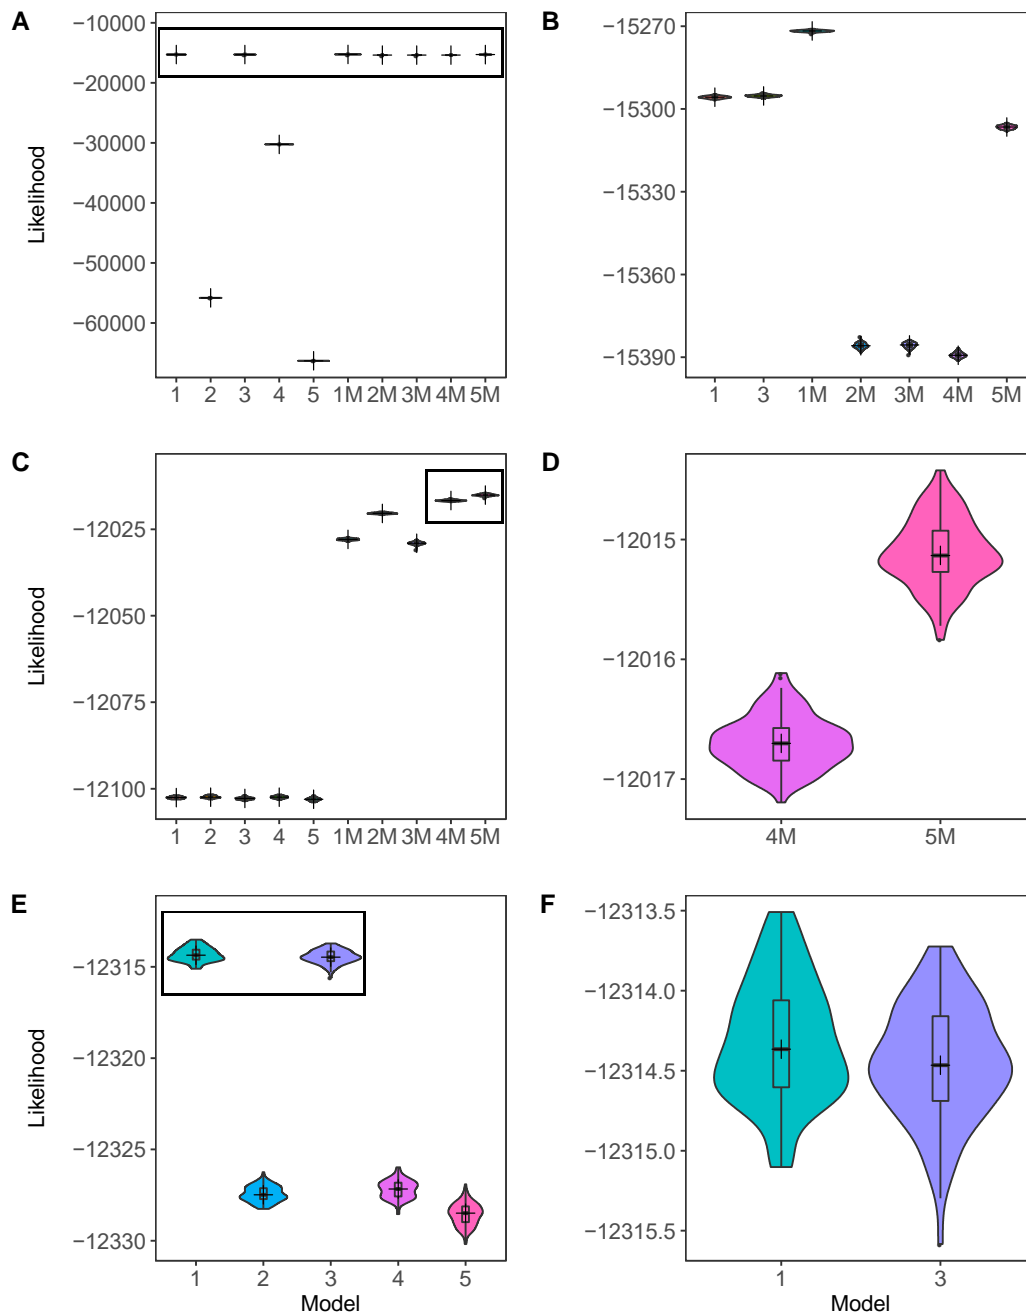 A
Likelihood
−10000
−20000
−30000
−40000
−50000
−60000
1 2 3 4 5 1M 2M 3M 4M 5M
B
−15270
−15300
−15330
−15360
−15390
1 3 1M 2M 3M 4M 5M
C
Likelihood
−12025
−12050
−12075
−12100
1 2 3 4 5 1M 2M 3M 4M 5M
D
−12015
−12016
−12017
4M 5M
E
Likelihood
−12315
−12320
−12325
−12330
1 2 3 4 5
Model
F
−12313.5
−12314.0
−12314.5
−12315.0
−12315.5
1 3
Model